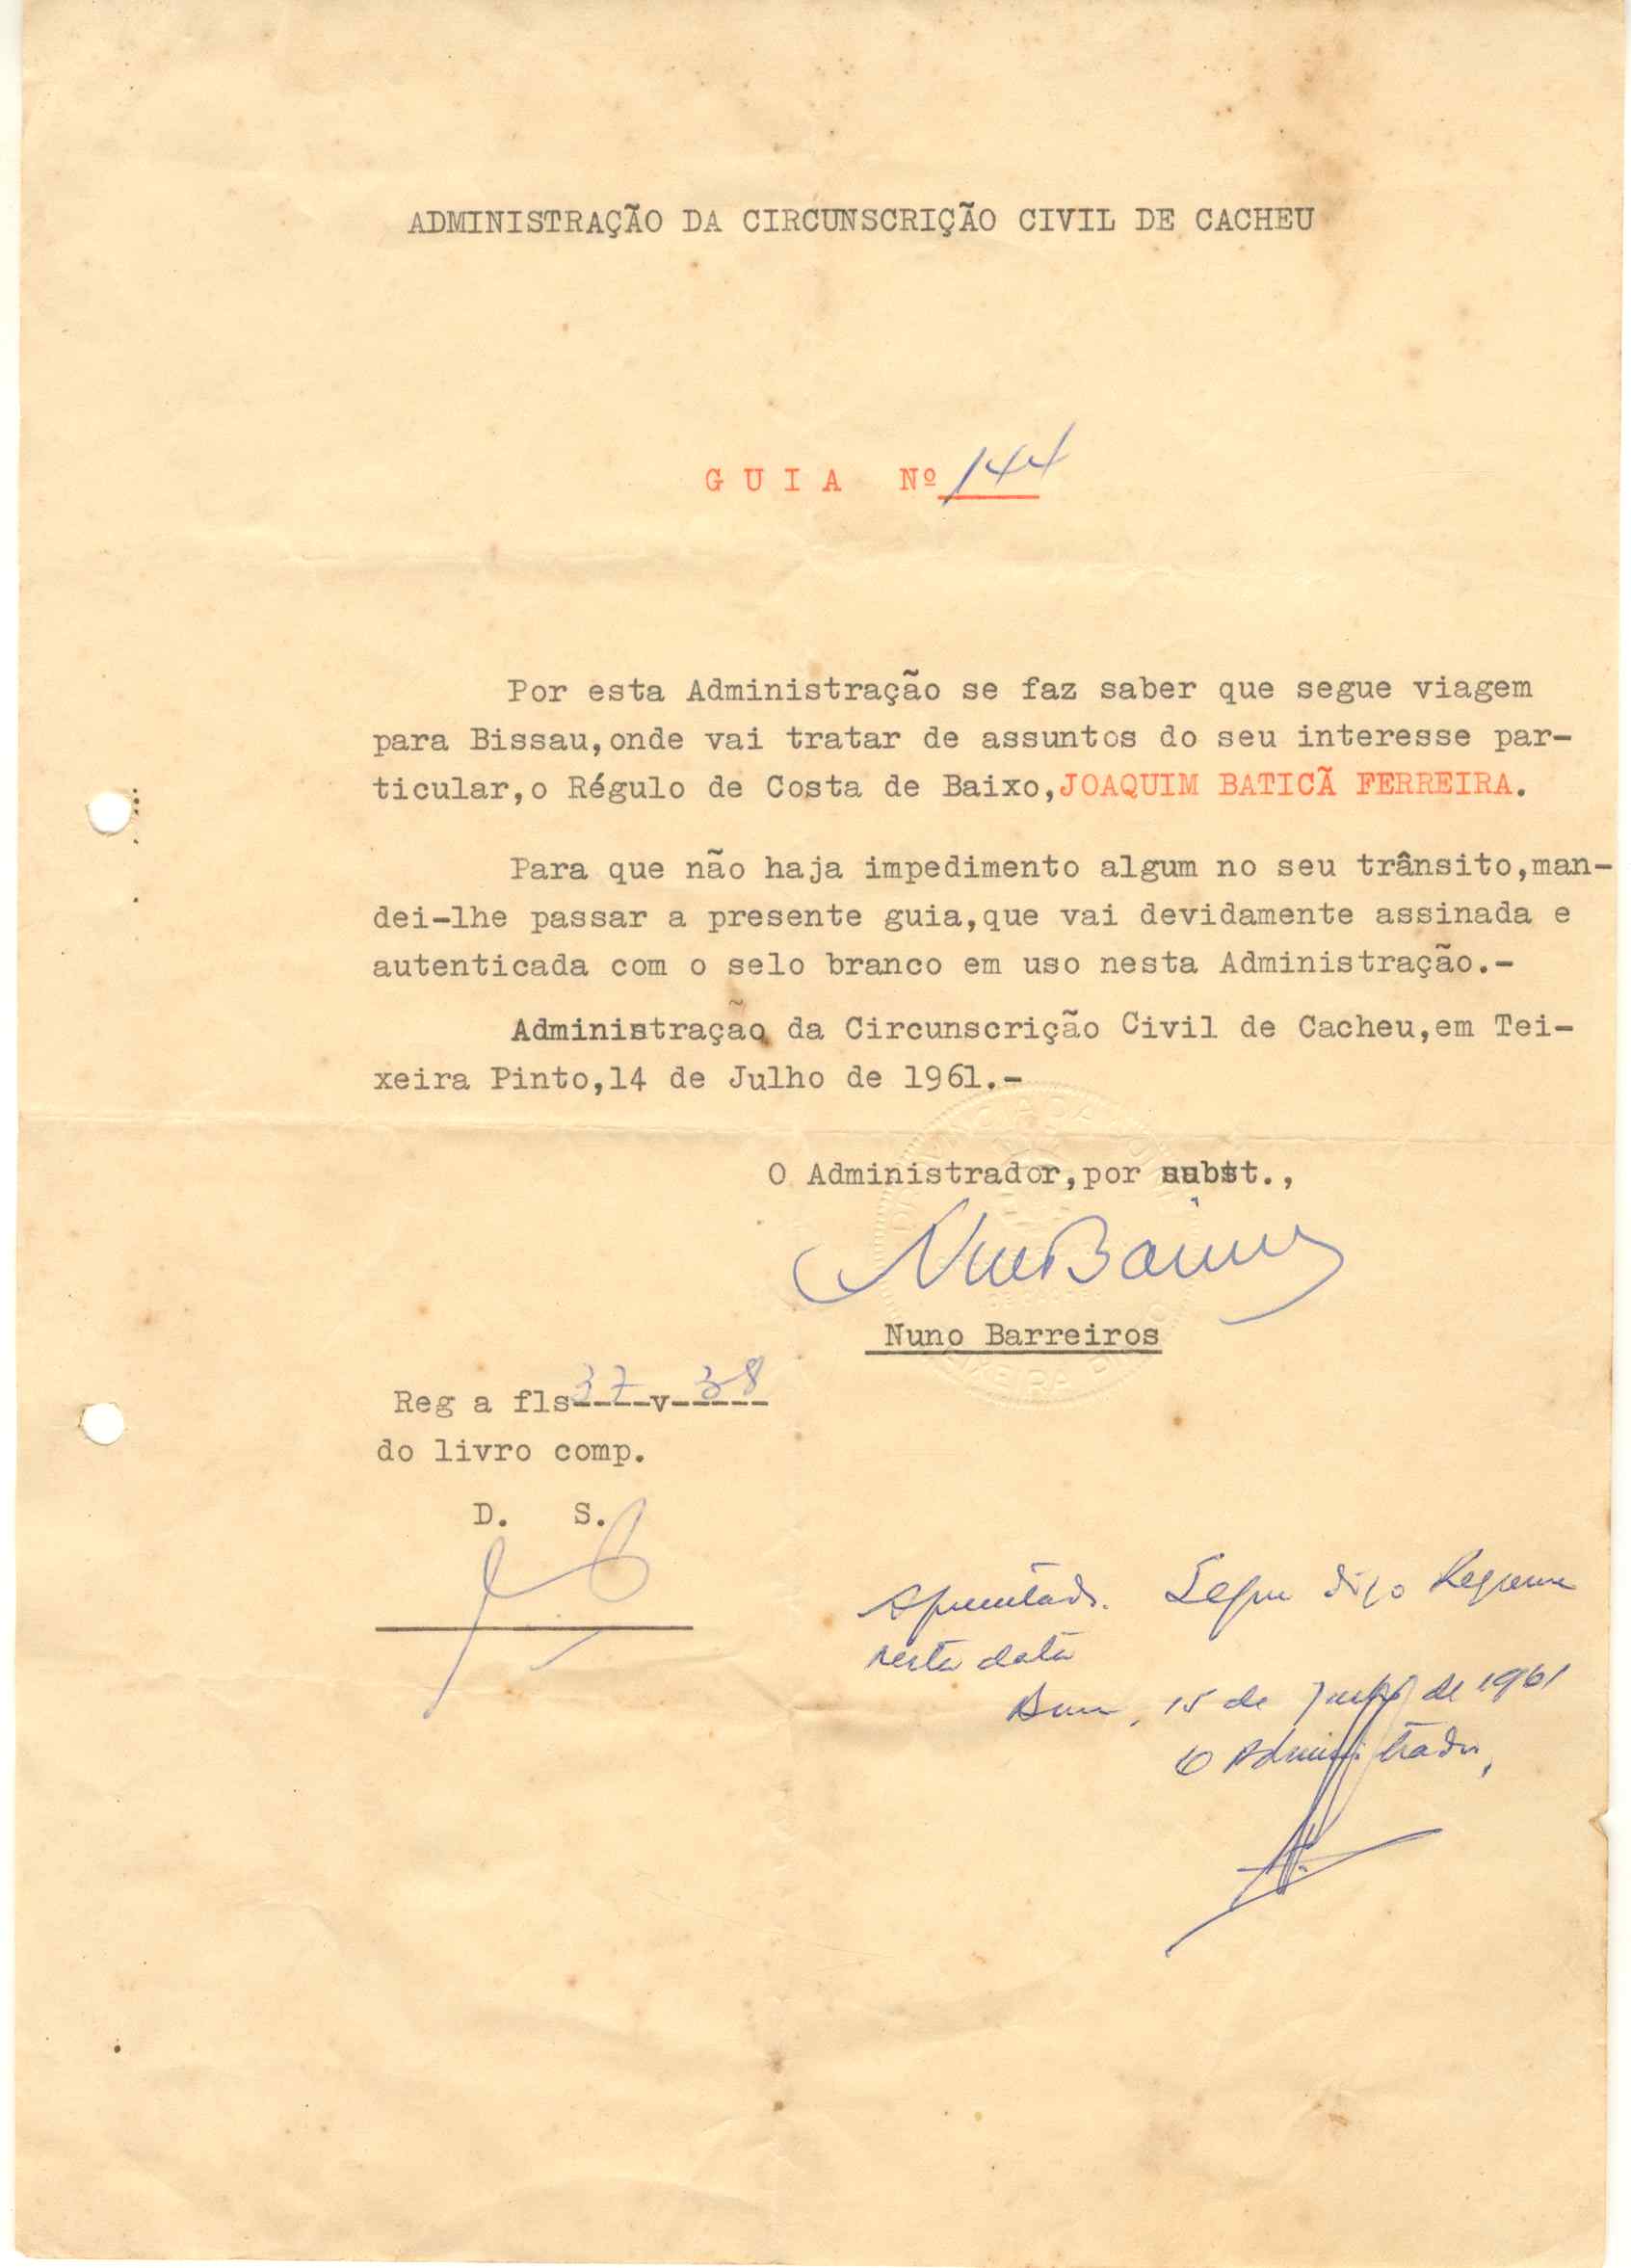 ADMINISTRAÇÃO DA CIRCUNSCRIÇÃO CIVIL DE CACHEU
G U I A Nº 144
Por esta Administração se faz saber que segue viagem
para Bissau,onde vai tratar de assuntos do seu interesse par-
ticular,o Régulo de Costa de Baixo,JOAQUIM BATICÃ FERREIRA.
Para que não haja impedimento algum no seu trânsito,man-
dei-lhe passar a presente guia,que vai devidamente assinada e
autenticada com o selo branco em uso nesta Administração.-
Administração da Circunscrição Civil de Cacheu,em Tei-
xeira Pinto,14 de Julho de 1961.-
O Administrador,por subst.,
Nuno Barreiros
Reg a fls 37 v 38
do livro comp.
D. S.
Apresentado. Segue digo Regressa
nesta data
15 de Julho de 1961
O Administrador,